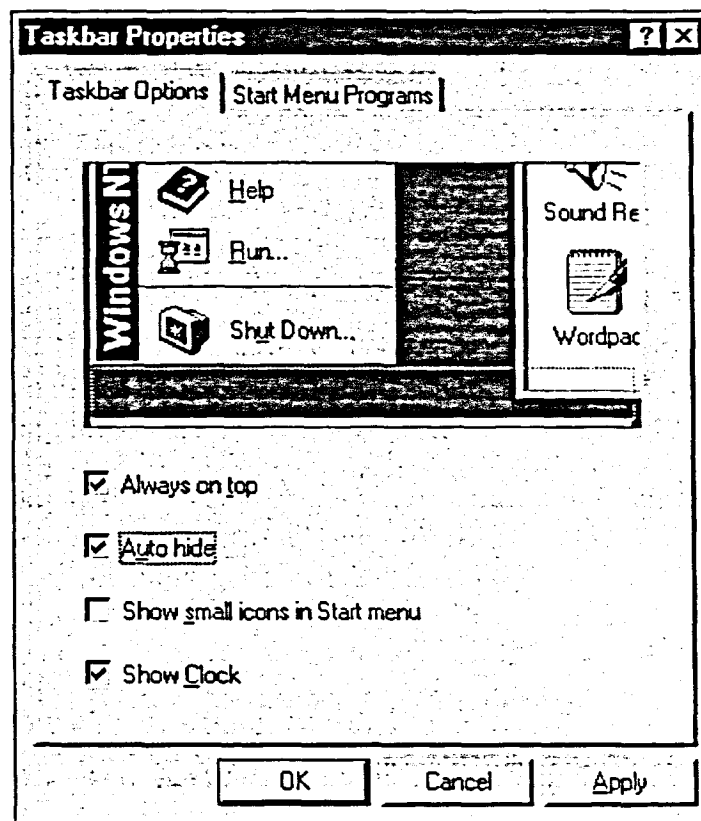 Taskbar Properties
Taskbar Options
Start Menu Programs
Windows NT
Help
Run...
Shut Down...
Sound Re
Wordpad
Always on top
Auto hide
Show small icons in Start menu
Show Clock
OK
Cancel
Apply